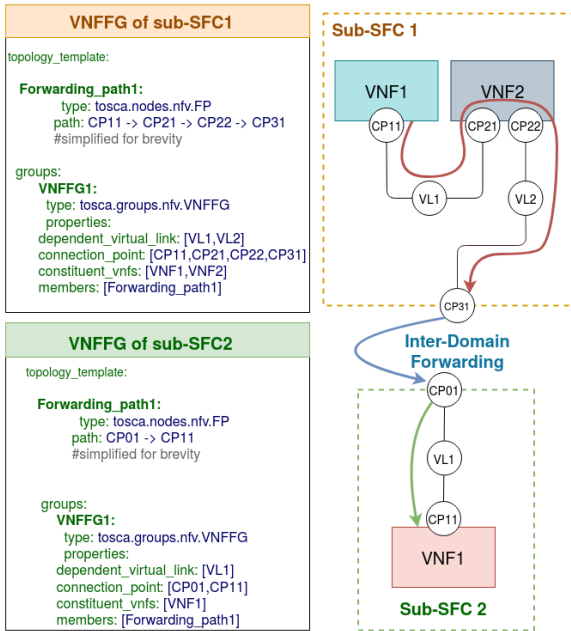 VNFFG of sub-SFC1
topology_template:
Forwarding_path1:
type: tosca.nodes.nfv.FP
path: CP11 -> CP21 -> CP22 -> CP31
#simplified for brevity
groups:
VNFFG1:
type: tosca.groups.nfv.VNFFG
properties:
dependent_virtual_link: [VL1,VL2]
connection_point: [CP11,CP21,CP22,CP31]
constituent_vnfs: [VNF1,VNF2]
members: [Forwarding_path1]
VNFFG of sub-SFC2
topology_template:
Forwarding_path1:
type: tosca.nodes.nfv.FP
path: CP01 -> CP11
#simplified for brevity
groups:
VNFFG1:
type: tosca.groups.nfv.VNFFG
properties:
dependent_virtual_link: [VL1]
connection_point: [CP01,CP11]
constituent_vnfs: [VNF1]
members: [Forwarding_path1]
Sub-SFC 1
VNF1
VNF2
CP11
CP21
CP22
VL1
VL2
CP31
Inter-Domain
Forwarding
CP01
VL1
CP11
VNF1
Sub-SFC 2